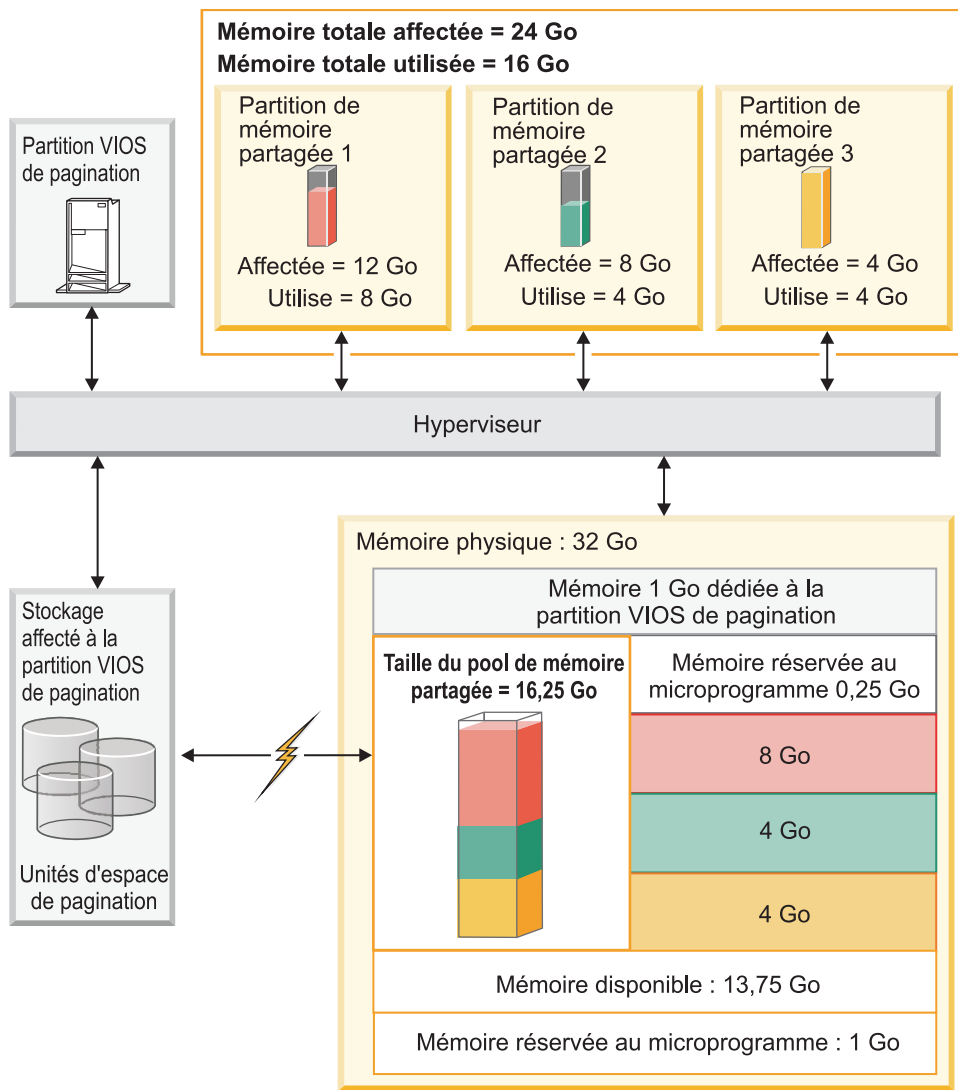 Mémoire totale affectée = 24 Go
Mémoire totale utilisée = 16 Go
Partition VIOS
de pagination
Partition de
mémoire
partagée 1
Affectée = 12 Go
Utilise = 8 Go
Partition de
mémoire
partagée 2
Affectée = 8 Go
Utilise = 4 Go
Partition de
mémoire
partagée 3
Affectée = 4 Go
Utilise = 4 Go
Hyperviseur
Stockage
affecté à la
partition VIOS
de pagination
Unités d'espace
de pagination
Mémoire physique : 32 Go
Mémoire 1 Go dédiée à la
partition VIOS de pagination
Taille du pool de mémoire
partagée = 16,25 Go
Mémoire réservée au
microprogramme 0,25 Go
8 Go
4 Go
4 Go
Mémoire disponible : 13,75 Go
Mémoire réservée au microprogramme : 1 Go